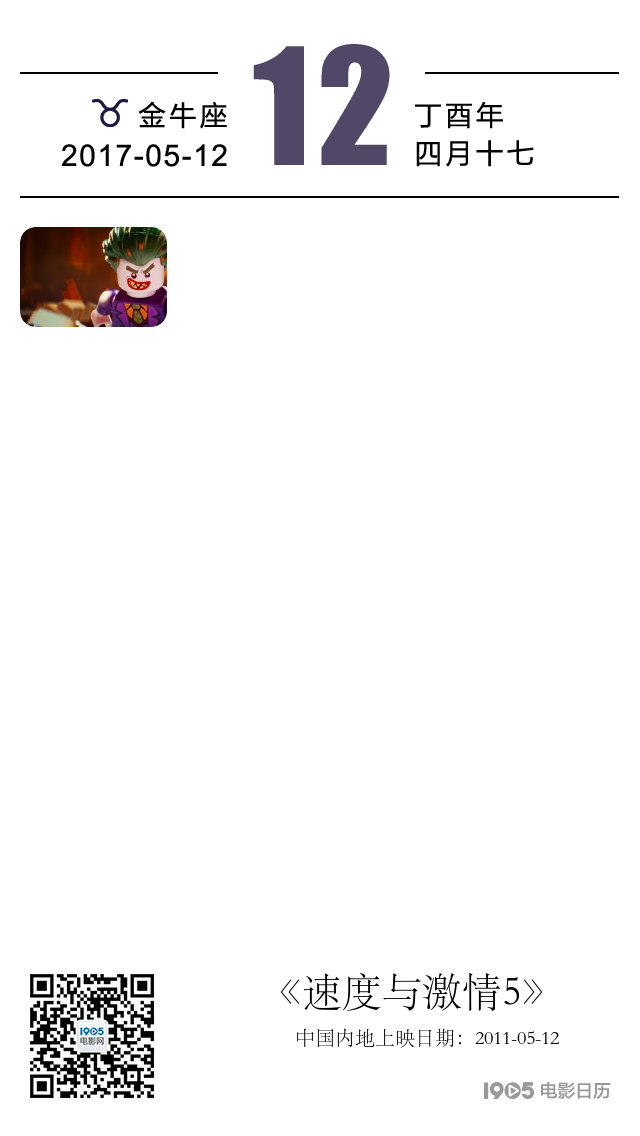 12
金牛座
2017-05-12
丁酉年
四月十七
1905
电影网
《速度与激情5》
中国内地上映日期：2011-05-12
1905 电影日历